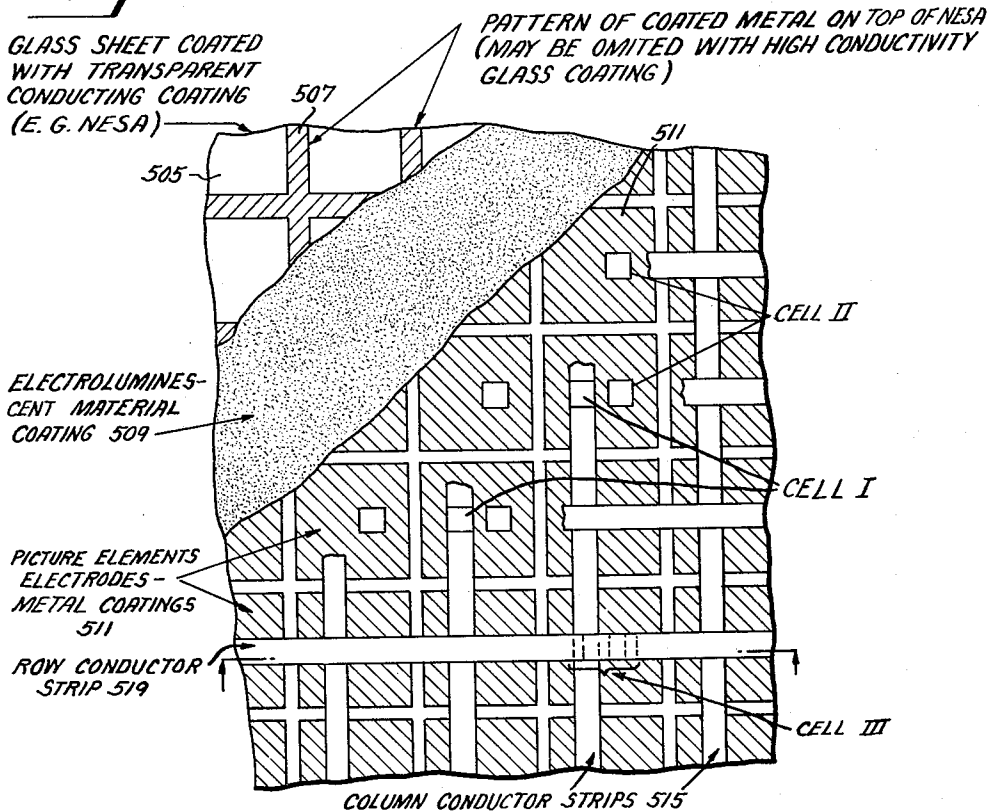 GLASS SHEET COATED
WITH TRANSPARENT
CONDUCTING COATING
(E. G. NESA)
PATTERN OF COATED METAL ON TOP OF NESA
(MAY BE OMITED WITH HIGH CONDUCTIVITY
GLASS COATING)
507
505
511
CELL II
ELECTROLUMINES-
CENT MATERIAL
COATING 509
CELL I
PICTURE ELEMENTS
ELECTRODES-
METAL COATINGS
511
ROW CONDUCTOR
STRIP 519
CELL III
COLUMN CONDUCTOR STRIPS 515